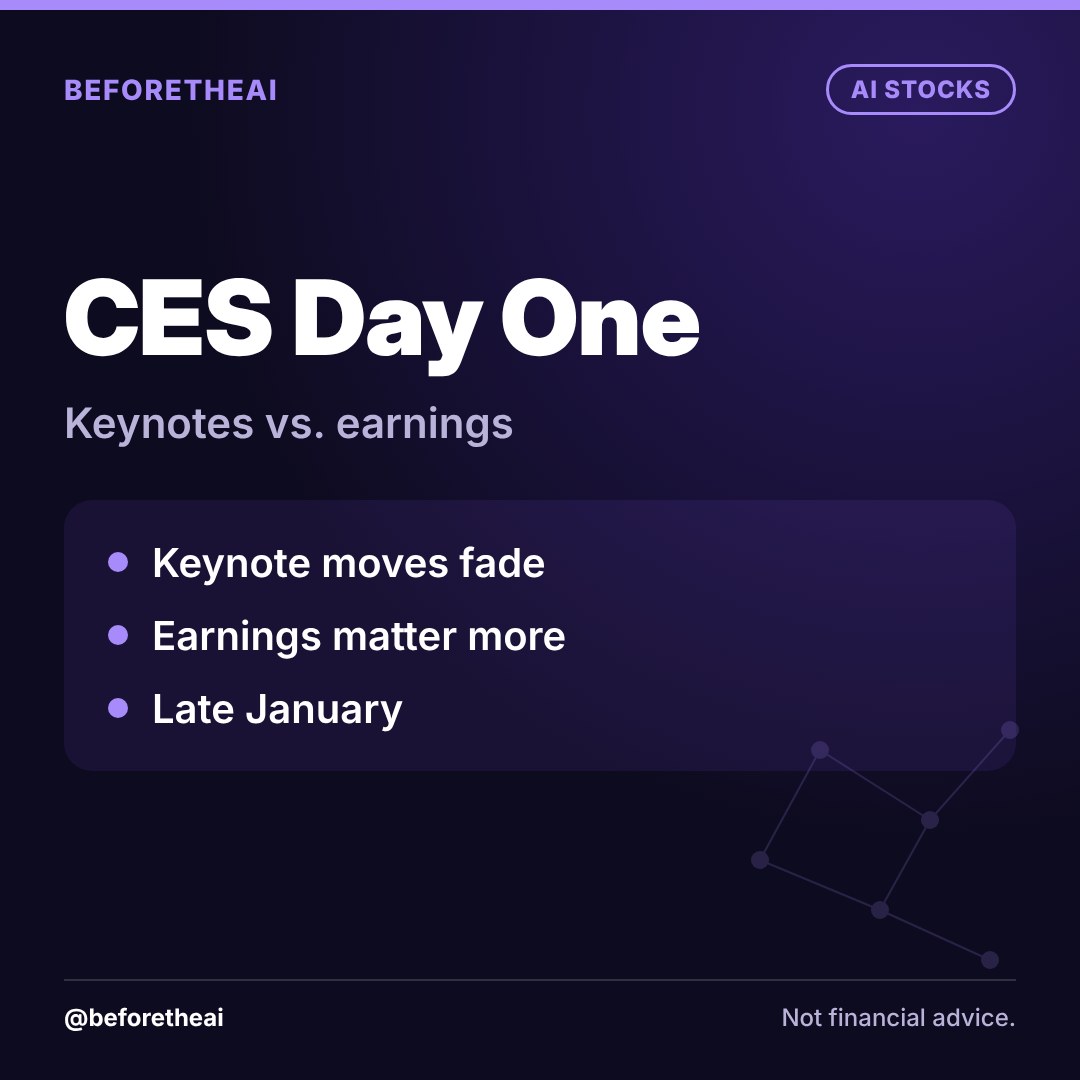 BEFORETHEAI
AI STOCKS
CES Day One
Keynotes vs. earnings
Keynote moves fade
Earnings matter more
Late January
@beforetheai
Not financial advice.